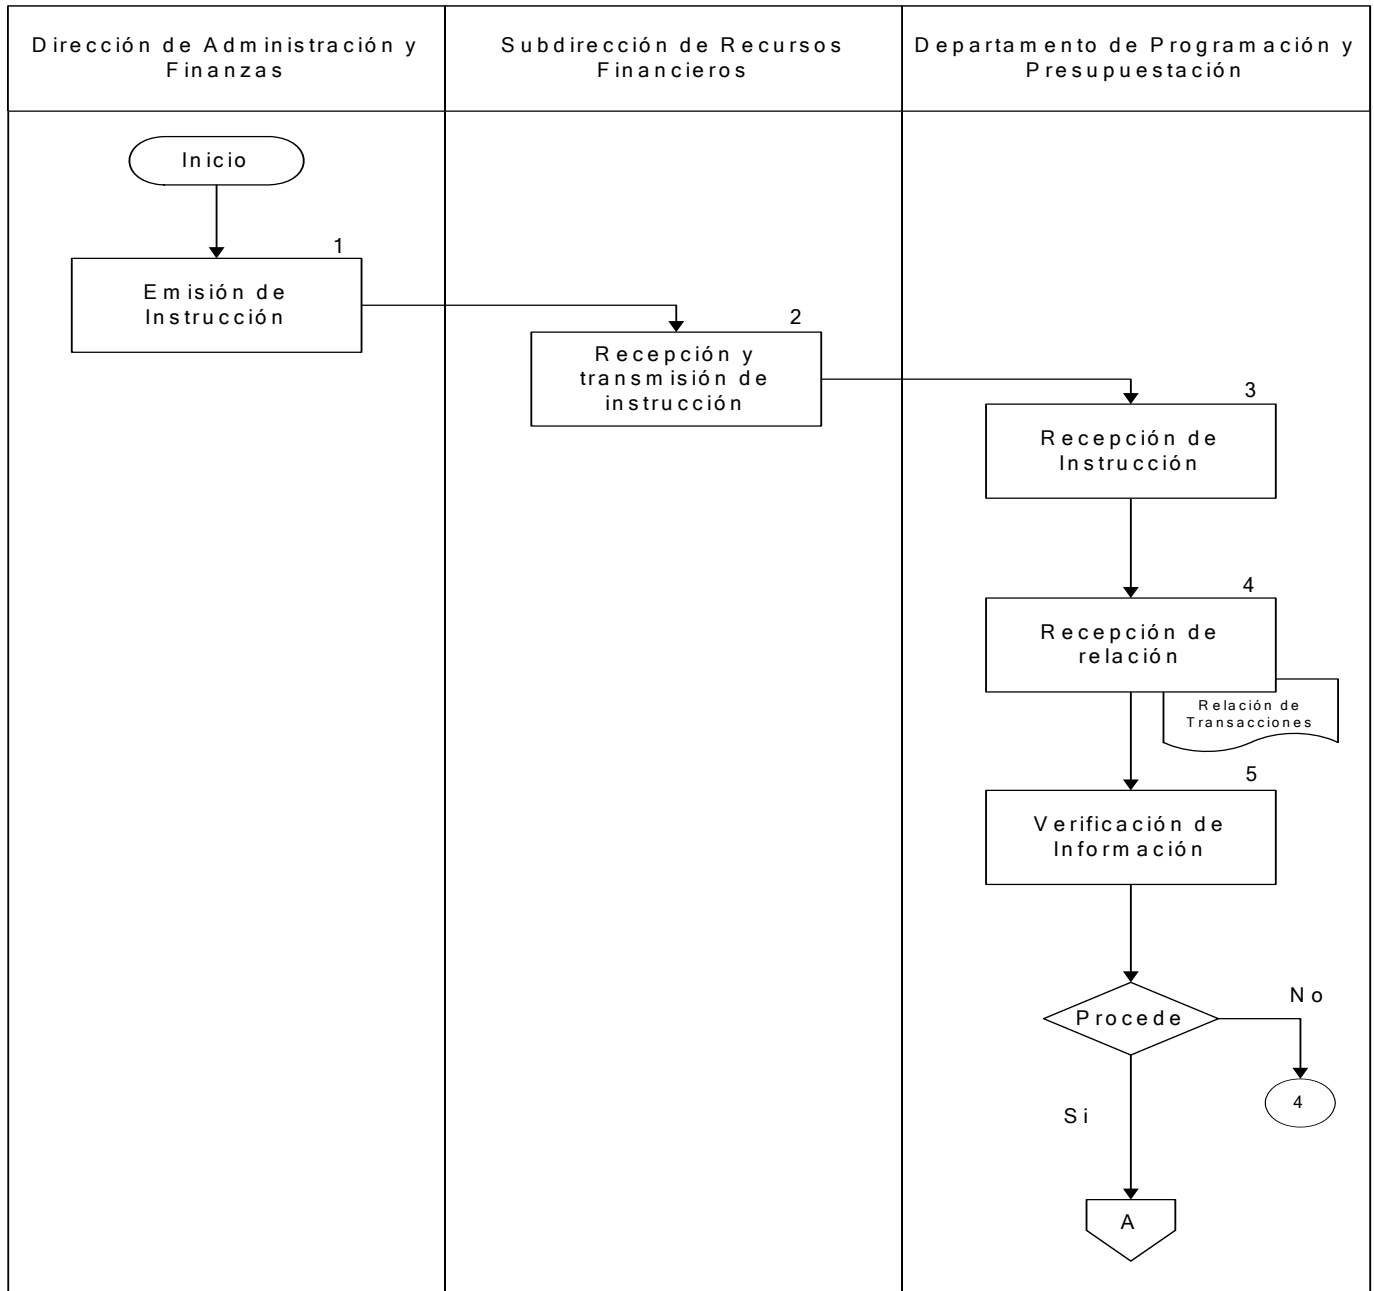 Dirección de Administración y
Finanzas
Subdirección de Recursos
Financieros
Departamento de Programación y
Presupuestación
Inicio
1
Emisión de
Instrucción
2
Recepción y
transmisión de
instrucción
3
Recepción de
Instrucción
4
Recepción de
relación
Relación de
Transacciones
5
Verificación de
Información
Procede
No
4
Si
A